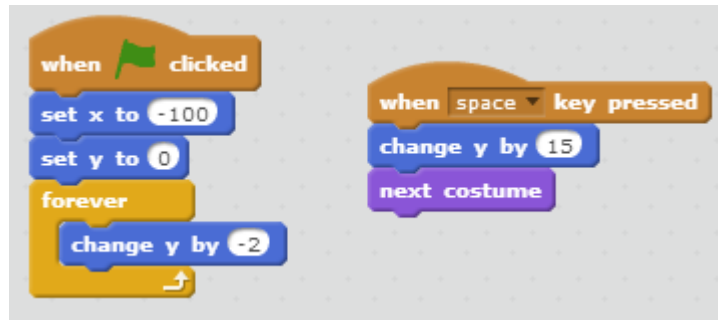 when clicked
set x to -100
set y to 0
forever
change y by -2
when space key pressed
change y by 15
next costume